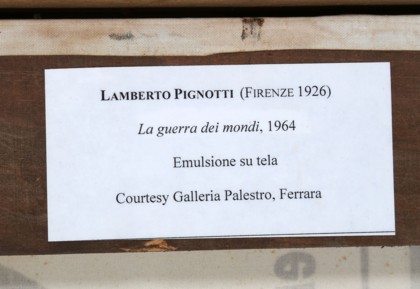 LAMBERTO PIGNOTTI (FIRENZE 1926)
La guerra dei mondi, 1964
Emulsione su tela
Courtesy Galleria Palestro, Ferrara